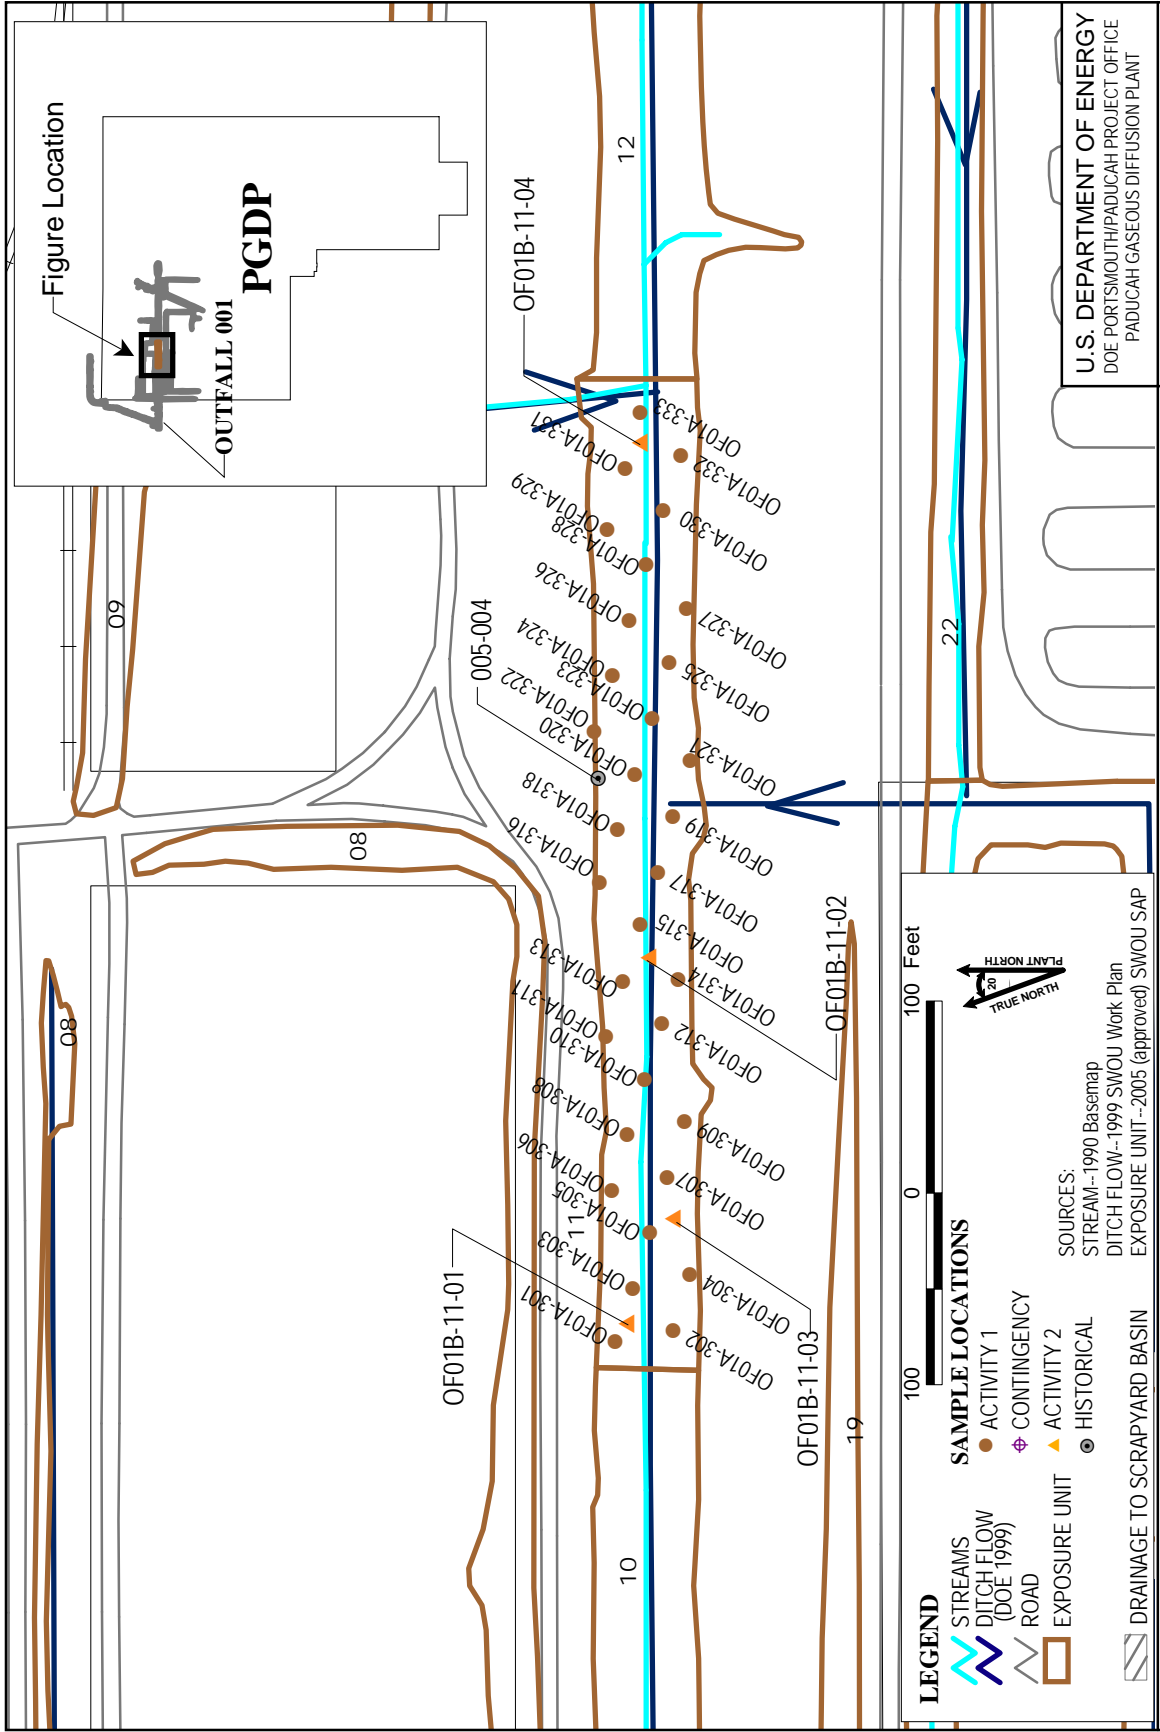 Figure Location
PGDP
OUTFALL 001
09
08
08
10
11
12
19
22
OF01B-11-01
OF01B-11-02
OF01B-11-03
OF01B-11-04
005-004
OF01A-301
OF01A-302
OF01A-303
OF01A-304
OF01A-305
OF01A-306
OF01A-307
OF01A-308
OF01A-309
OF01A-310
OF01A-311
OF01A-312
OF01A-313
OF01A-314
OF01A-315
OF01A-316
OF01A-317
OF01A-318
OF01A-319
OF01A-320
OF01A-321
OF01A-322
OF01A-323
OF01A-324
OF01A-325
OF01A-326
OF01A-327
OF01A-328
OF01A-329
OF01A-330
OF01A-331
OF01A-332
OF01A-333
LEGEND
STREAMS
DITCH FLOW
(DOE 1999)
ROAD
EXPOSURE UNIT
DRAINAGE TO SCRAPYARD BASIN
SAMPLE LOCATIONS
ACTIVITY 1
CONTINGENCY
ACTIVITY 2
HISTORICAL
100 0 100 Feet
SOURCES:
STREAM--1990 Basemap
DITCH FLOW--1999 SWOU Work Plan
EXPOSURE UNIT--2005 (approved) SWOU SAP
TRUE NORTH
20
PLANT NORTH
U.S. DEPARTMENT OF ENERGY
DOE PORTSMOUTH/PADUCAH PROJECT OFFICE
PADUCAH GASEOUS DIFFUSION PLANT